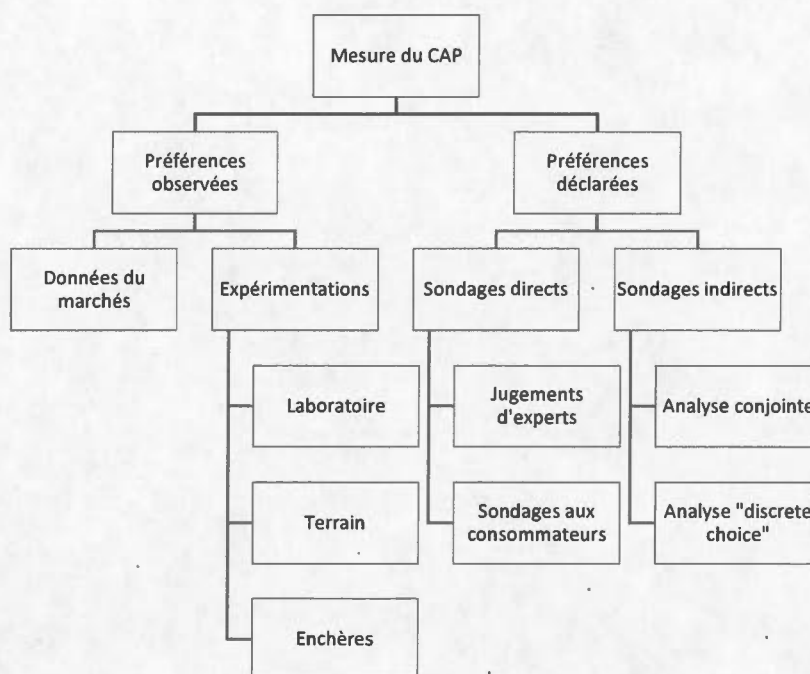 Mesure du CAP
Préférences
observées
Préférences
déclarées
Données du
marchés
Expérimentations
Sondages directs
Sondages indirects
Laboratoire
Jugements
d'experts
Analyse conjointe
Terrain
Sondages aux
consommateurs
Analyse "discrete
choice"
Enchères